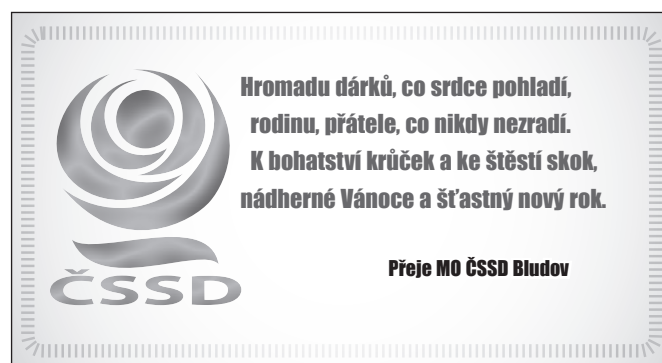 Hromadu dárků, co srdce pohladí,
rodinu, přátele, co nikdy nezradí.
K bohatství krůček a ke štěstí skok,
nádherné Vánoce a šťastný nový rok.
Přeje MO ČSSD Bludov
ČSSD